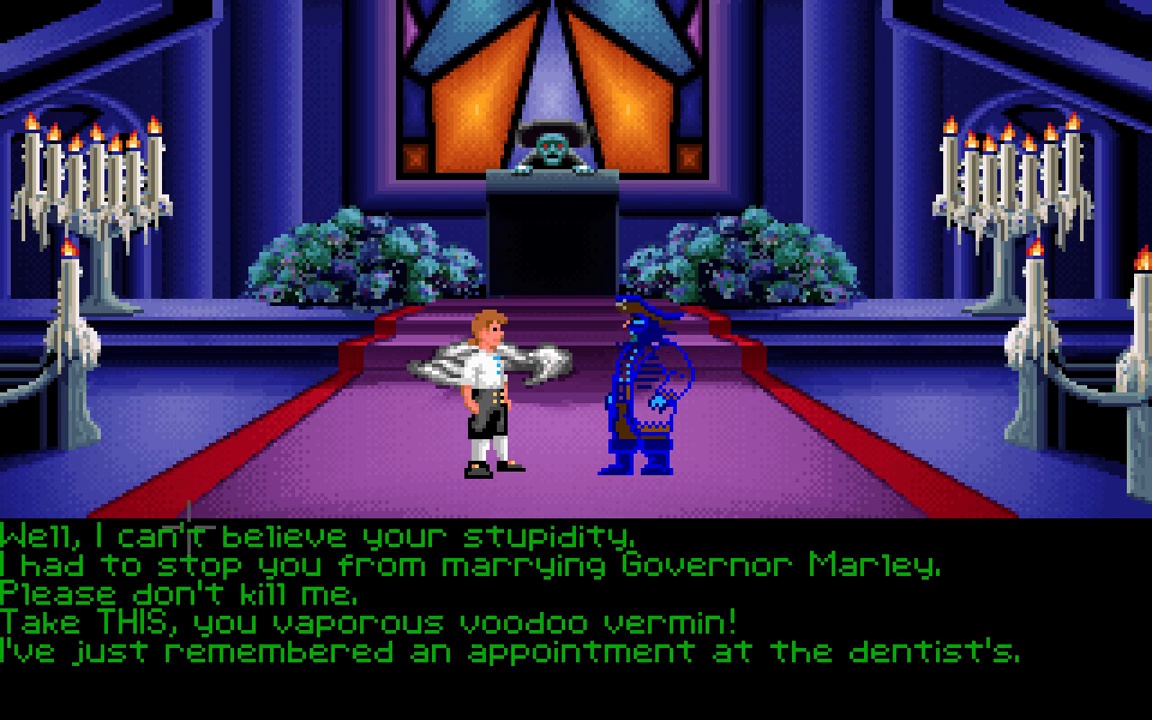 Well, I can't believe your stupidity.
I had to stop you from marrying Governor Marley.
Please don't kill me.
Take THIS, you vaporous voodoo vermin!
I've just remembered an appointment at the dentist's.